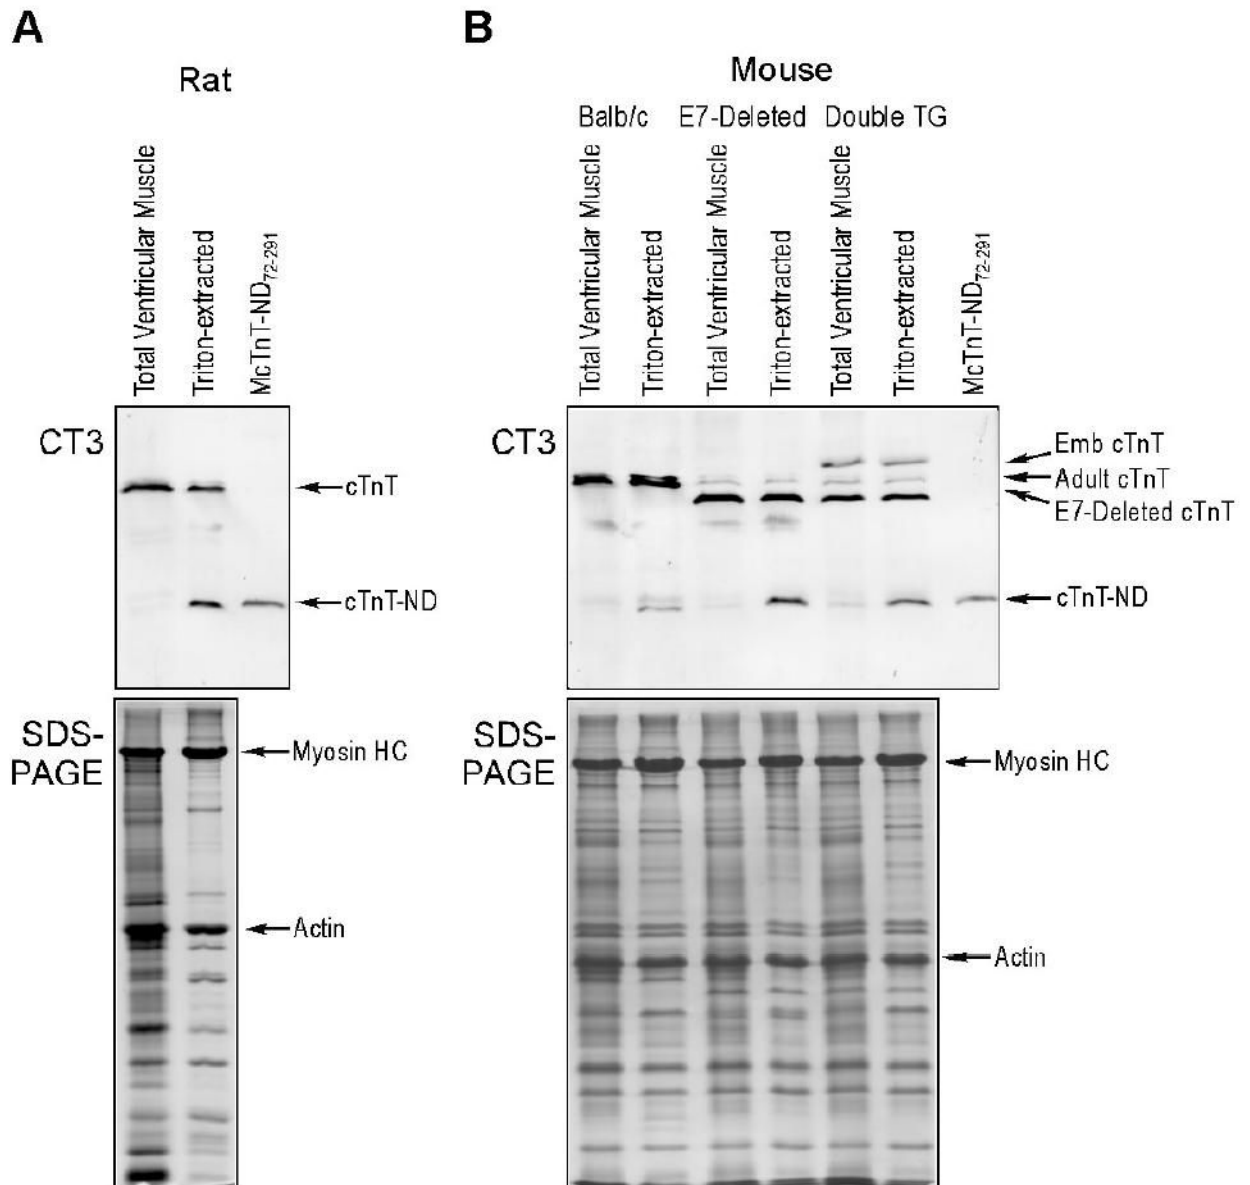 A
Rat
Total Ventricular Muscle
Triton-extracted
McTnT-ND72-291
CT3
cTnT
cTnT-ND
SDS-
PAGE
Myosin HC
Actin
B
Mouse
Balb/c E7-Deleted Double TG
Total Ventricular Muscle
Triton-extracted
Total Ventricular Muscle
Triton-extracted
Total Ventricular Muscle
Triton-extracted
McTnT-ND72-291
CT3
Emb cTnT
Adult cTnT
E7-Deleted cTnT
cTnT-ND
SDS-
PAGE
Myosin HC
Actin